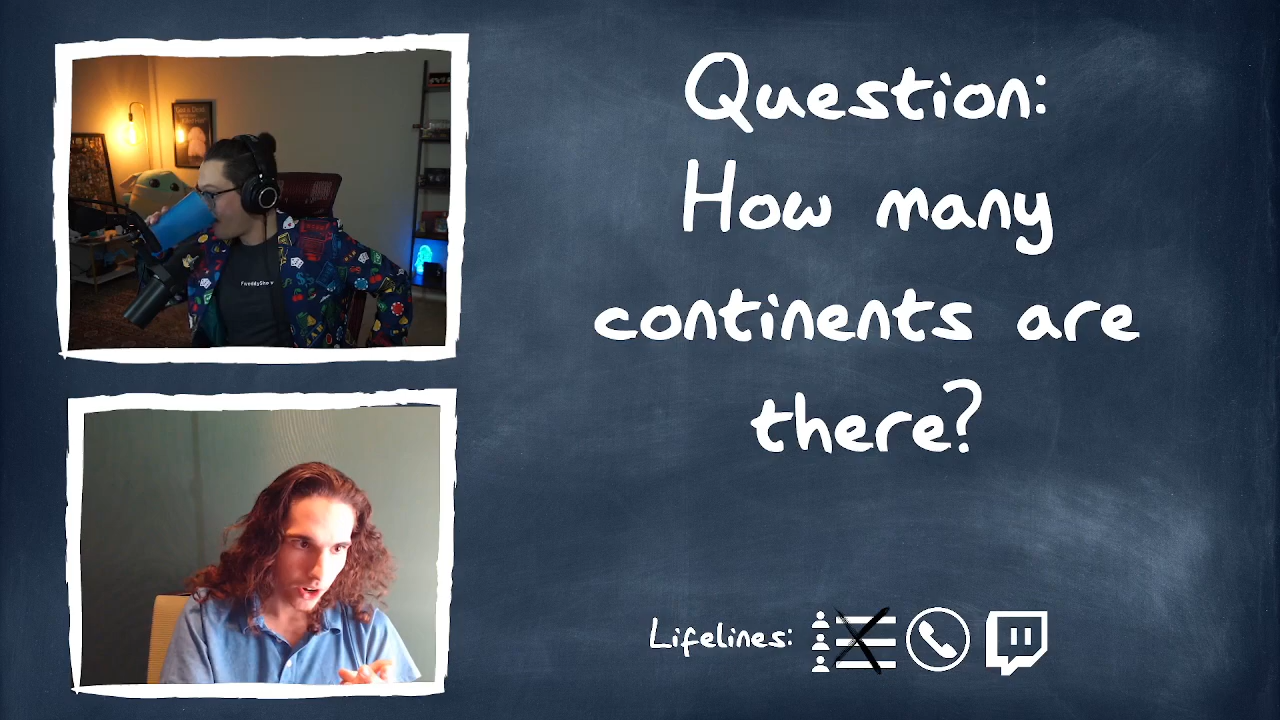 Question:
How many
continents are
there?
Lifelines: